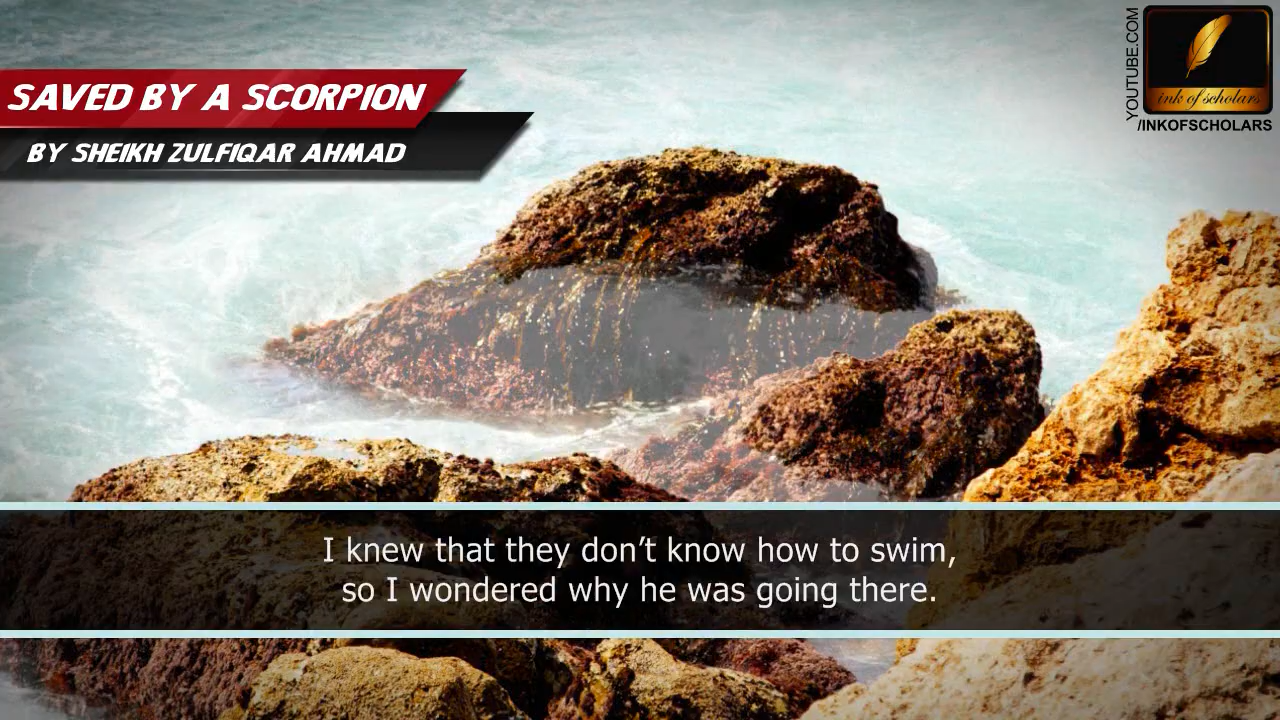 SAVED BY A SCORPION
BY SHEIKH ZULFIQAR AHMAD
YOUTUBE.COM
ink of scholars
/INKOFSCHOLARS
I knew that they don't know how to swim,
so I wondered why he was going there.